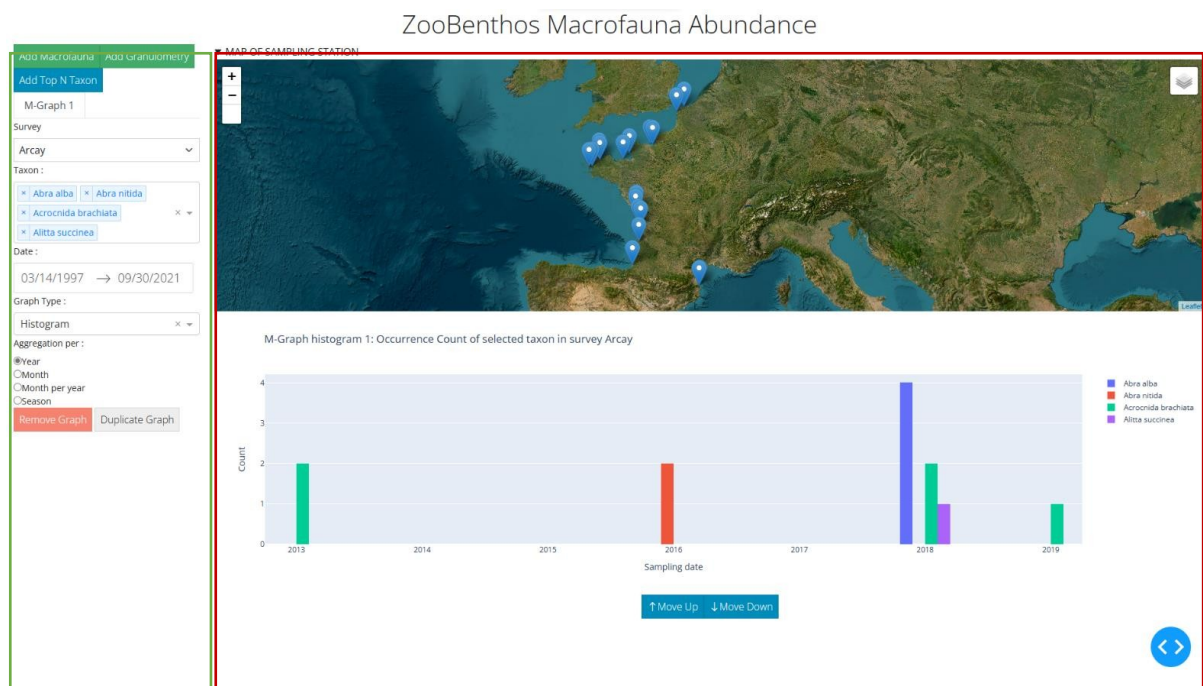 ZooBenthos Macrofauna Abundance
Add Macrofauna Add Granulometry
Add Top N Taxon
M-Graph 1
Survey
Arcay
Taxon :
× Abra alba × Abra nitida
× Acrocnida brachiata
× Alitta succinea
Date :
03/14/1997 → 09/30/2021
Graph Type :
Histogram
Aggregation per :
Year
Month
Month per year
Season
Remove Graph Duplicate Graph
▼ MAP OF SAMPLING STATION
+
−
Leaflet
M-Graph histogram 1: Occurrence Count of selected taxon in survey Arcay
Count
4
3
2
1
0
2013 2014 2015 2016 2017 2018 2019
Sampling date
Abra alba
Abra nitida
Acrocnida brachiata
Alitta succinea
↑ Move Up ↓ Move Down